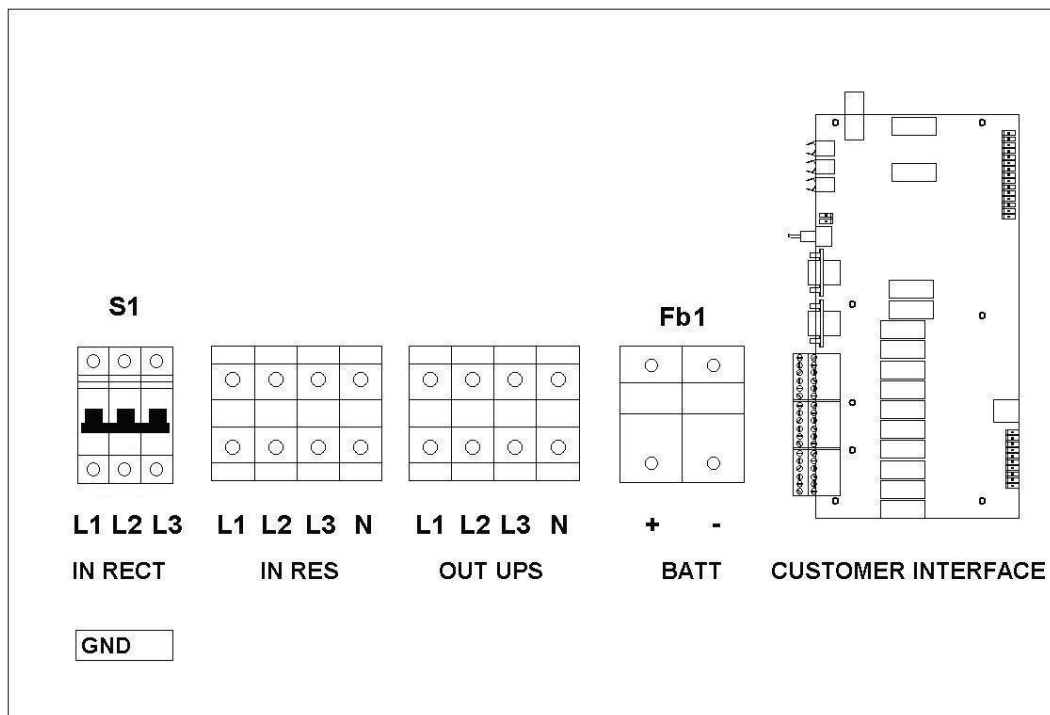 S1
Fb1
L1 L2 L3
L1 L2 L3 N
L1 L2 L3 N
+ -
IN RECT
IN RES
OUT UPS
BATT
CUSTOMER INTERFACE
GND